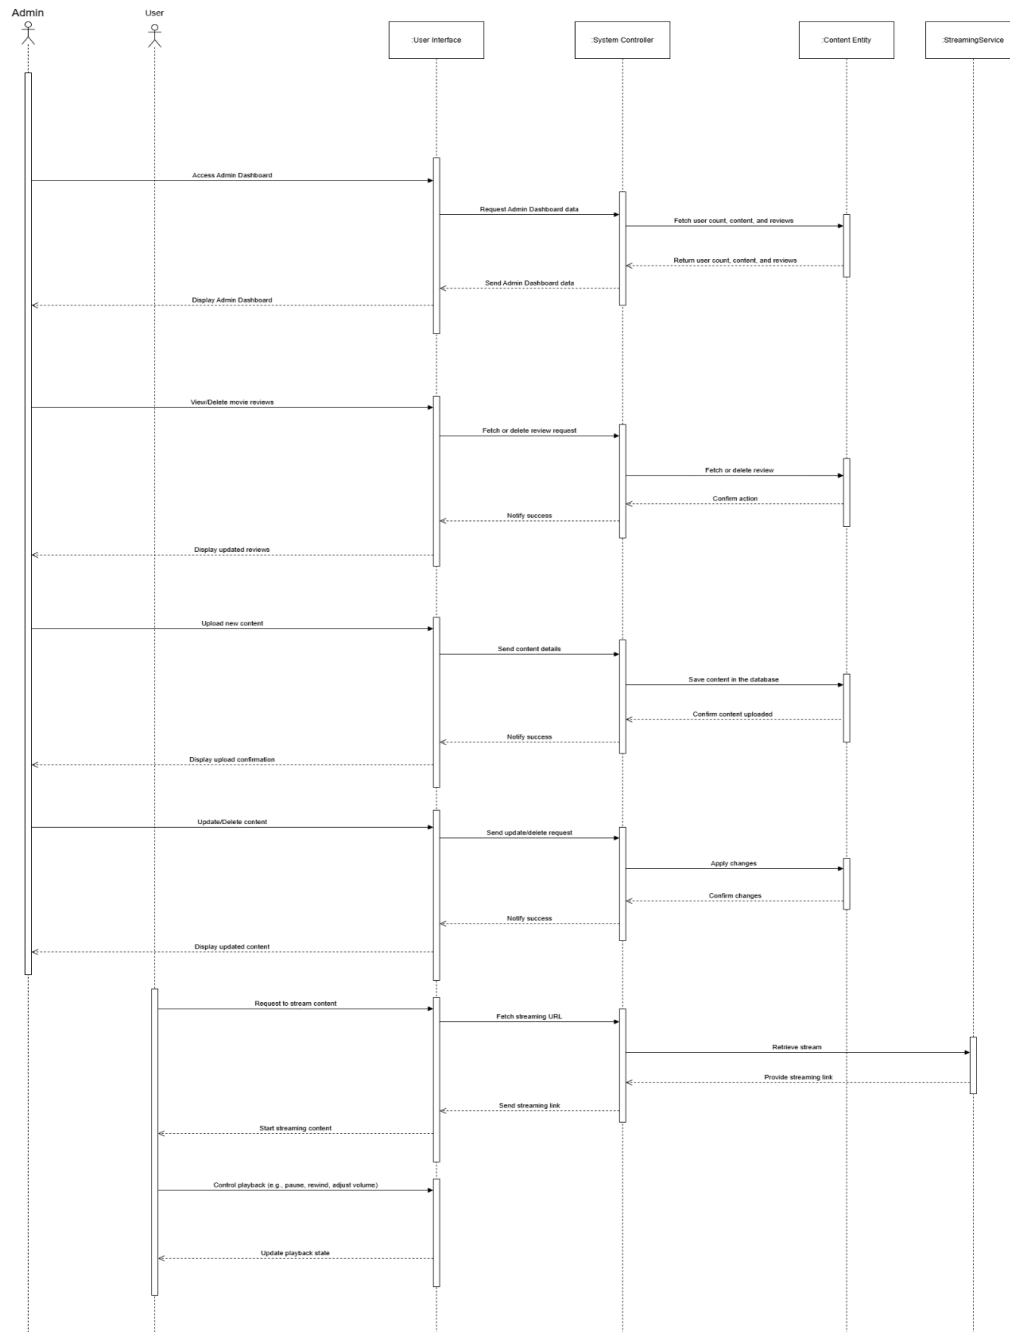 Admin
User
:User Interface
:System Controller
:Content Entity
:StreamingService
Access Admin Dashboard
Request Admin Dashboard data
Fetch user count, content, and reviews
Return user count, content, and reviews
Send Admin Dashboard data
Display Admin Dashboard
View/Delete movie reviews
Fetch or delete review request
Fetch or delete review
Confirm action
Notify success
Display updated reviews
Upload new content
Send content details
Save content in the database
Confirm content uploaded
Notify success
Display upload confirmation
Update/Delete content
Send update/delete request
Apply changes
Confirm changes
Notify success
Display updated content
Request to stream content
Fetch streaming URL
Retrieve stream
Provide streaming link
Send streaming link
Start streaming content
Control playback (e.g., pause, rewind, adjust volume)
Update playback state